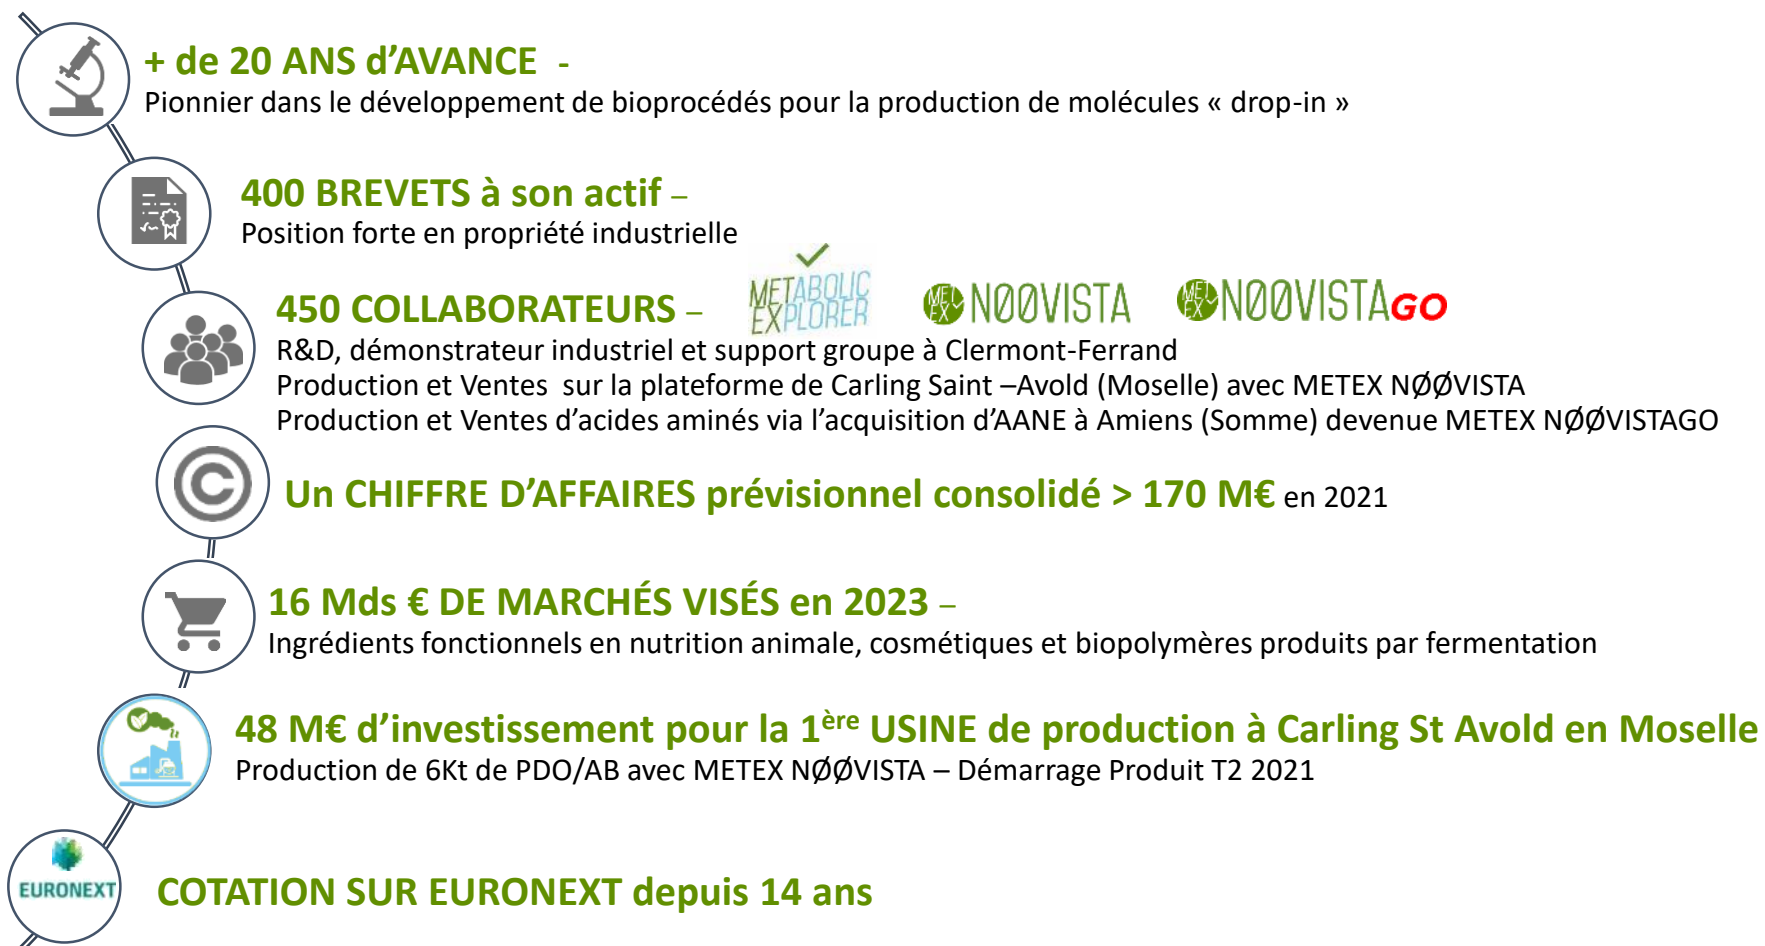 + de 20 ANS d’AVANCE -
Pionnier dans le développement de bioprocédés pour la production de molécules « drop-in »
400 BREVETS à son actif –
Position forte en propriété industrielle
450 COLLABORATEURS –
METABOLIC
EXPLORER
MET
EX
NØØVISTA
MET
EX
NØØVISTAGO
R&D, démonstrateur industriel et support groupe à Clermont-Ferrand
Production et Ventes sur la plateforme de Carling Saint –Avold (Moselle) avec METEX NØØVISTA
Production et Ventes d’acides aminés via l’acquisition d’AANE à Amiens (Somme) devenue METEX NØØVISTAGO
©
Un CHIFFRE D’AFFAIRES prévisionnel consolidé > 170 M€ en 2021
16 Mds € DE MARCHÉS VISÉS en 2023 –
Ingrédients fonctionnels en nutrition animale, cosmétiques et biopolymères produits par fermentation
48 M€ d’investissement pour la 1ère USINE de production à Carling St Avold en Moselle
Production de 6Kt de PDO/AB avec METEX NØØVISTA – Démarrage Produit T2 2021
EURONEXT
COTATION SUR EURONEXT depuis 14 ans